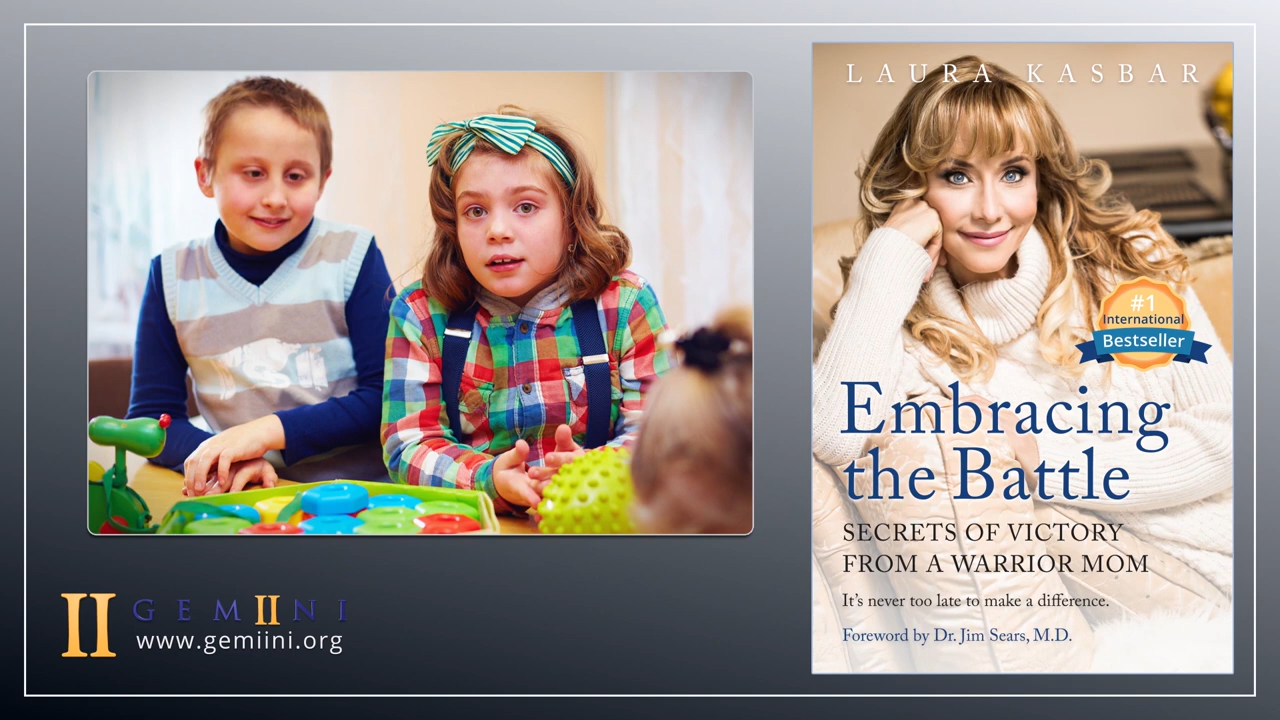 II GEMIINI
www.gemiini.org
LAURA KASBAR
#1
International
Bestseller
Embracing
the Battle
SECRETS OF VICTORY
FROM A WARRIOR MOM
It's never too late to make a difference.
Foreword by Dr. Jim Sears, M.D.